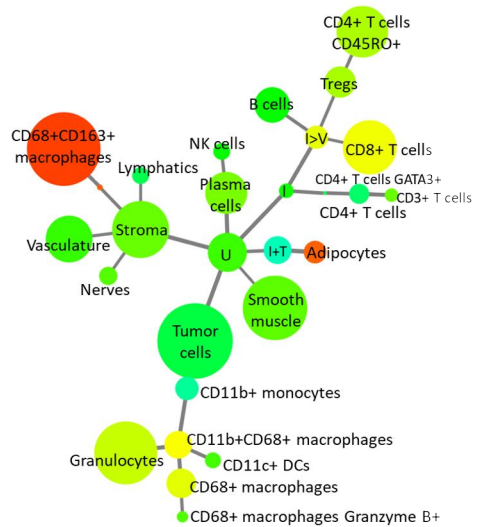 CD4+ T cells
CD45RO+
Tregs
B cells
I>V
CD8+ T cells
NK cells
CD68+CD163+
macrophages
Lymphatics
Plasma
cells
I
CD4+ T cells GATA3+
CD3+ T cells
CD4+ T cells
Stroma
Vasculature
U
I+T
Adipocytes
Nerves
Smooth
muscle
Tumor
cells
CD11b+ monocytes
CD11b+CD68+ macrophages
Granulocytes
CD11c+ DCs
CD68+ macrophages
CD68+ macrophages Granzyme B+